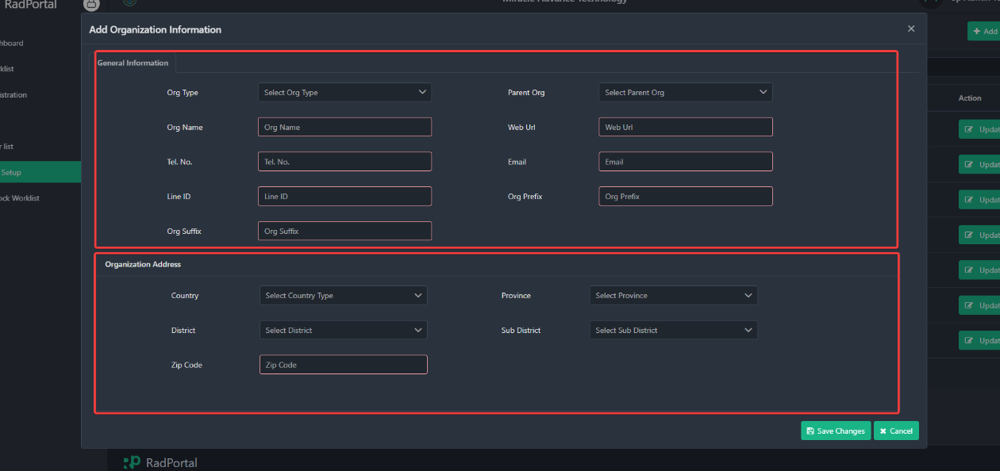 RadPortal
Miracle Advance Technology
Add Organization Information
Add
hboard
General Information
klist
Org Type
Select Org Type
Parent Org
Select Parent Org
istration
Action
Org Name
Org Name
Web Url
Web Url
Updat
r list
Tel. No.
Tel. No.
Email
Email
Updat
Setup
Line ID
Line ID
Org Prefix
Org Prefix
ock Worklist
Updat
Org Suffix
Org Suffix
Updat
Organization Address
Updat
Country
Select Country Type
Province
Select Province
Updat
District
Select District
Sub District
Select Sub District
Updat
Zip Code
Zip Code
Save Changes
Cancel
RadPortal